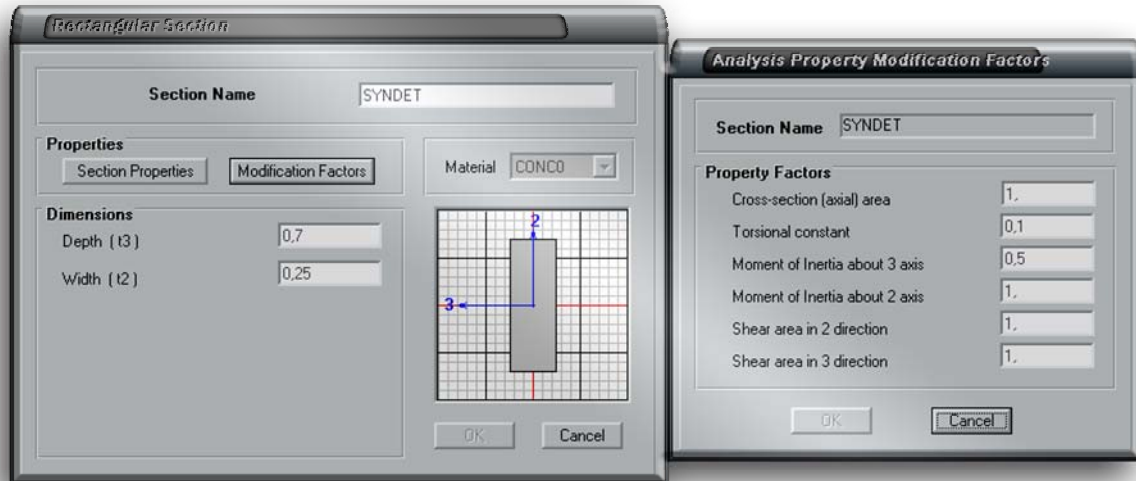 Rectangular Section
Section Name SYNDET
Properties
Section Properties Modification Factors
Material CONC0
Dimensions
Depth ( t3 ) 0,7
Width ( t2 ) 0,25
2
3
OK Cancel
Analysis Property Modification Factors
Section Name SYNDET
Property Factors
Cross-section (axial) area 1,
Torsional constant 0,1
Moment of Inertia about 3 axis 0,5
Moment of Inertia about 2 axis 1,
Shear area in 2 direction 1,
Shear area in 3 direction 1,
OK Cancel